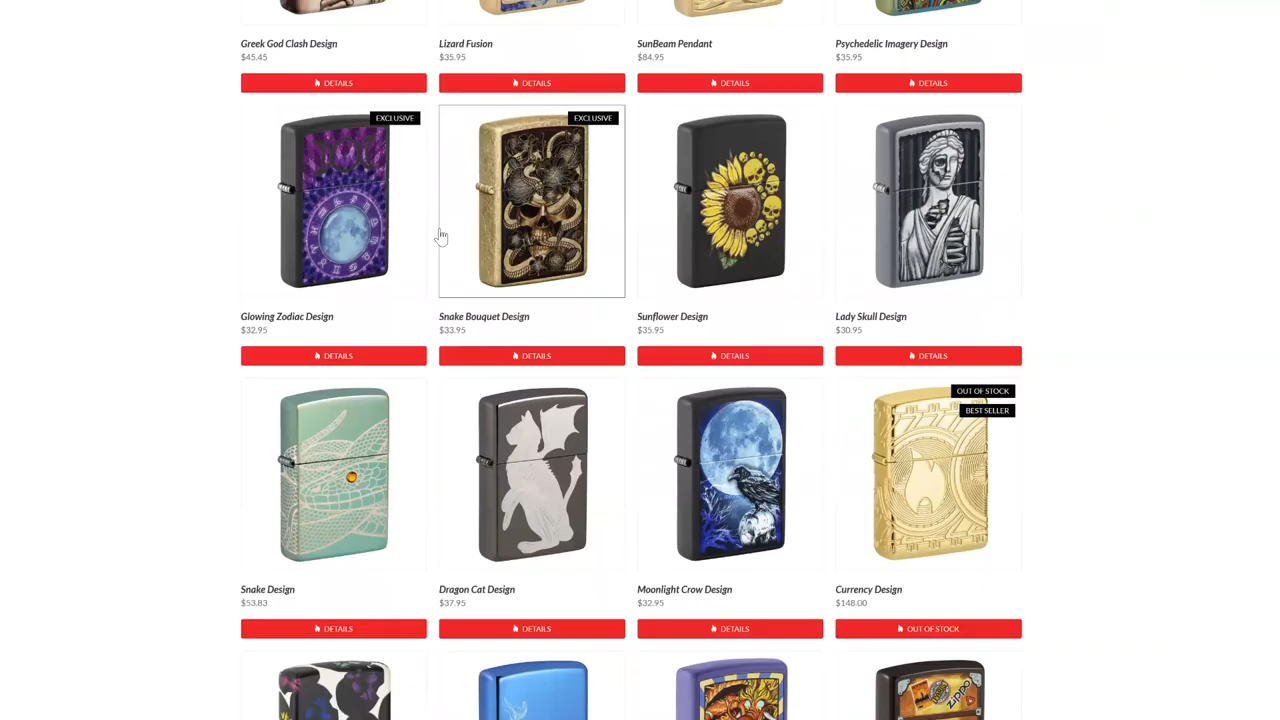 Greek God Clash Design
$45.45
DETAILS
Lizard Fusion
$35.95
DETAILS
SunBeam Pendant
$84.95
DETAILS
Psychedelic Imagery Design
$35.95
DETAILS
EXCLUSIVE
Glowing Zodiac Design
$32.95
DETAILS
EXCLUSIVE
Snake Bouquet Design
$33.95
DETAILS
Sunflower Design
$35.95
DETAILS
Lady Skull Design
$30.95
DETAILS
Snake Design
$53.83
DETAILS
Dragon Cat Design
$37.95
DETAILS
Moonlight Crow Design
$32.95
DETAILS
OUT OF STOCK
BEST SELLER
Currency Design
$148.00
OUT OF STOCK
ZIPPO